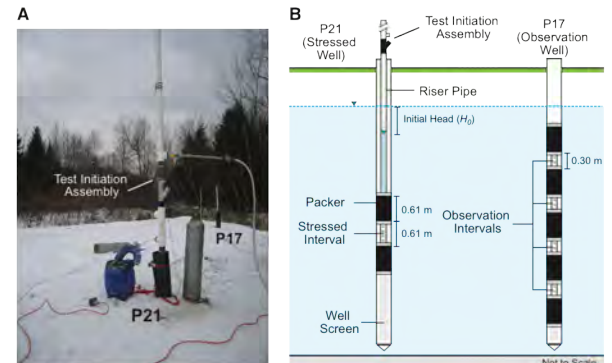 A
Test Initiation
Assembly
P17
P21
B
P21
(Stressed
Well)
Test Initiation
Assembly
P17
(Observation
Well)
Riser Pipe
Initial Head (H0)
0.30 m
Packer
0.61 m
Stressed
Interval
0.61 m
Observation
Intervals
Well
Screen
Not to Scale